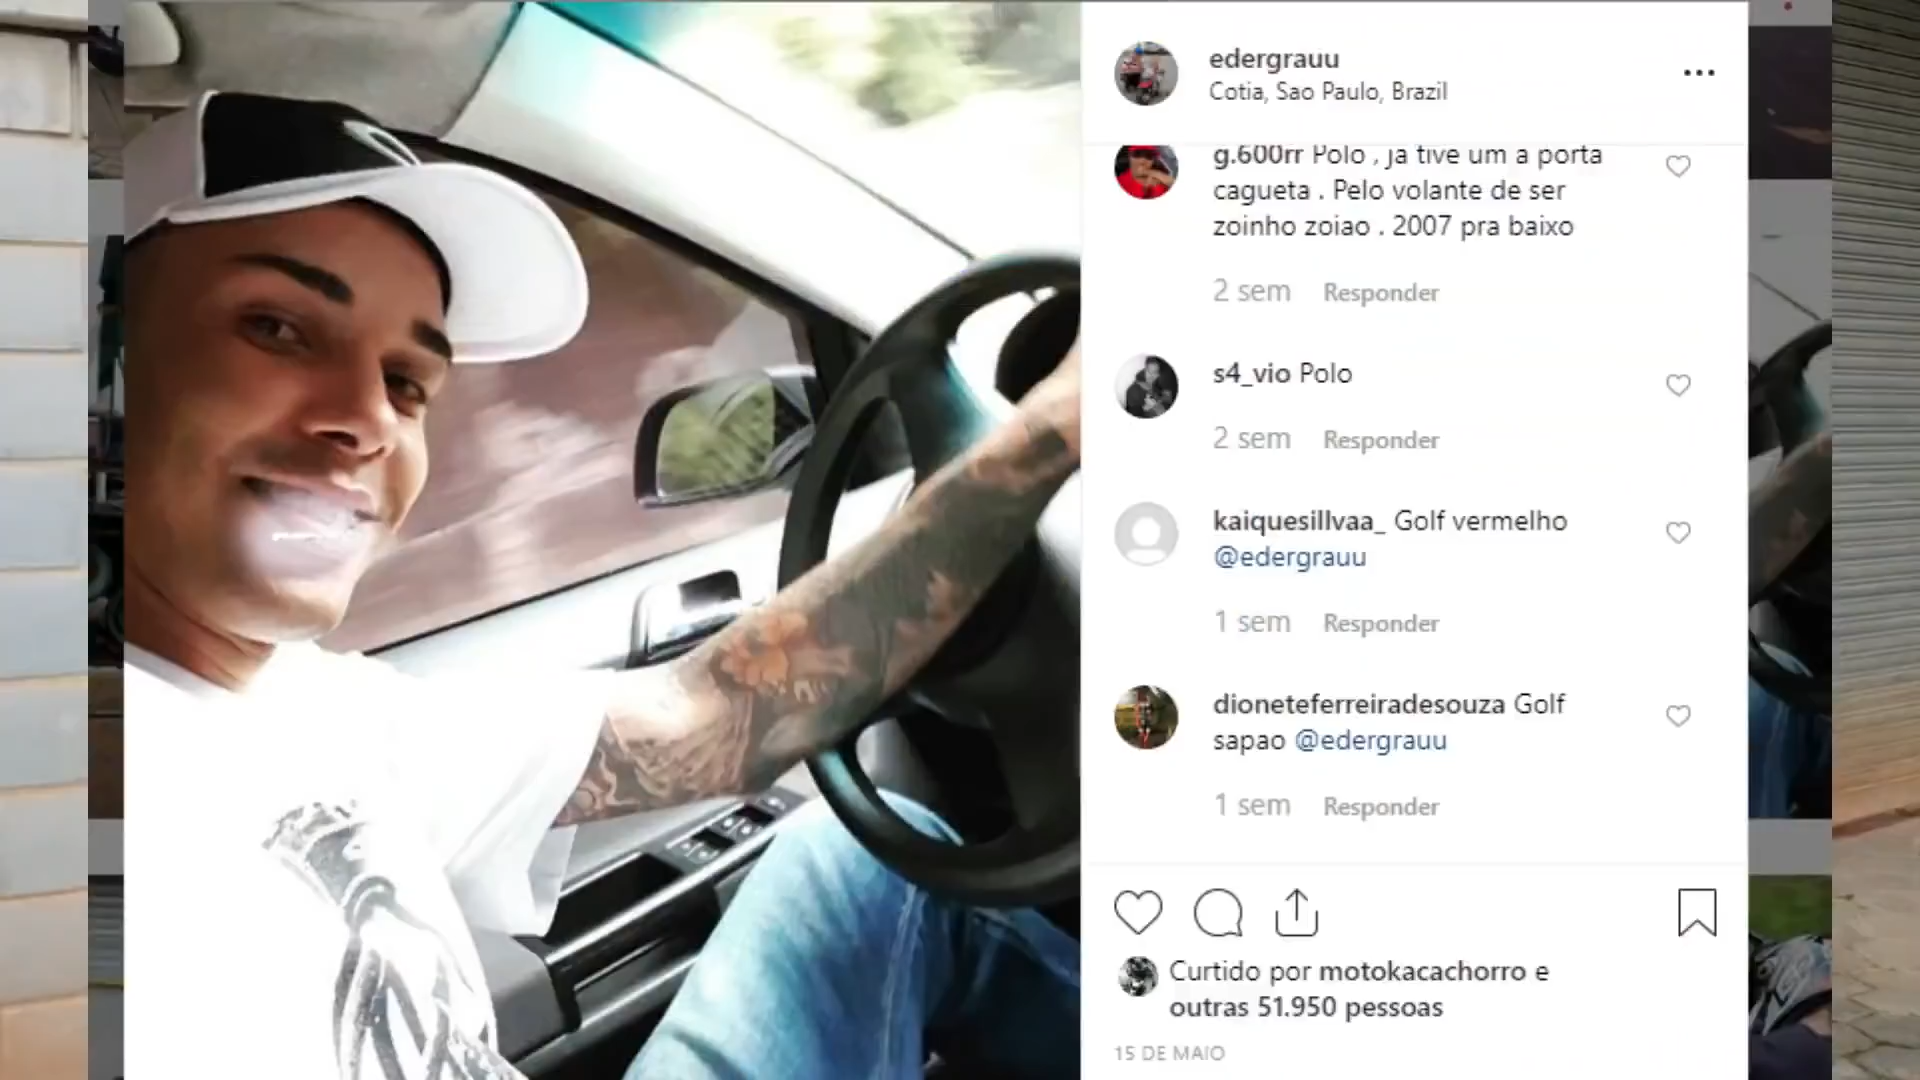 edergrauu
Cotia, Sao Paulo, Brazil
g.600rr Polo , ja tive um a porta
cagueta . Pelo volante de ser
zoinho zoiao . 2007 pra baixo
2 sem Responder
s4_vio Polo
2 sem Responder
kaiquesillvaa_ Golf vermelho
@edergrauu
1 sem Responder
dioneteferreiradesouza Golf
sapao @edergrauu
1 sem Responder
Curtido por motokacachorro e
outras 51.950 pessoas
15 DE MAIO